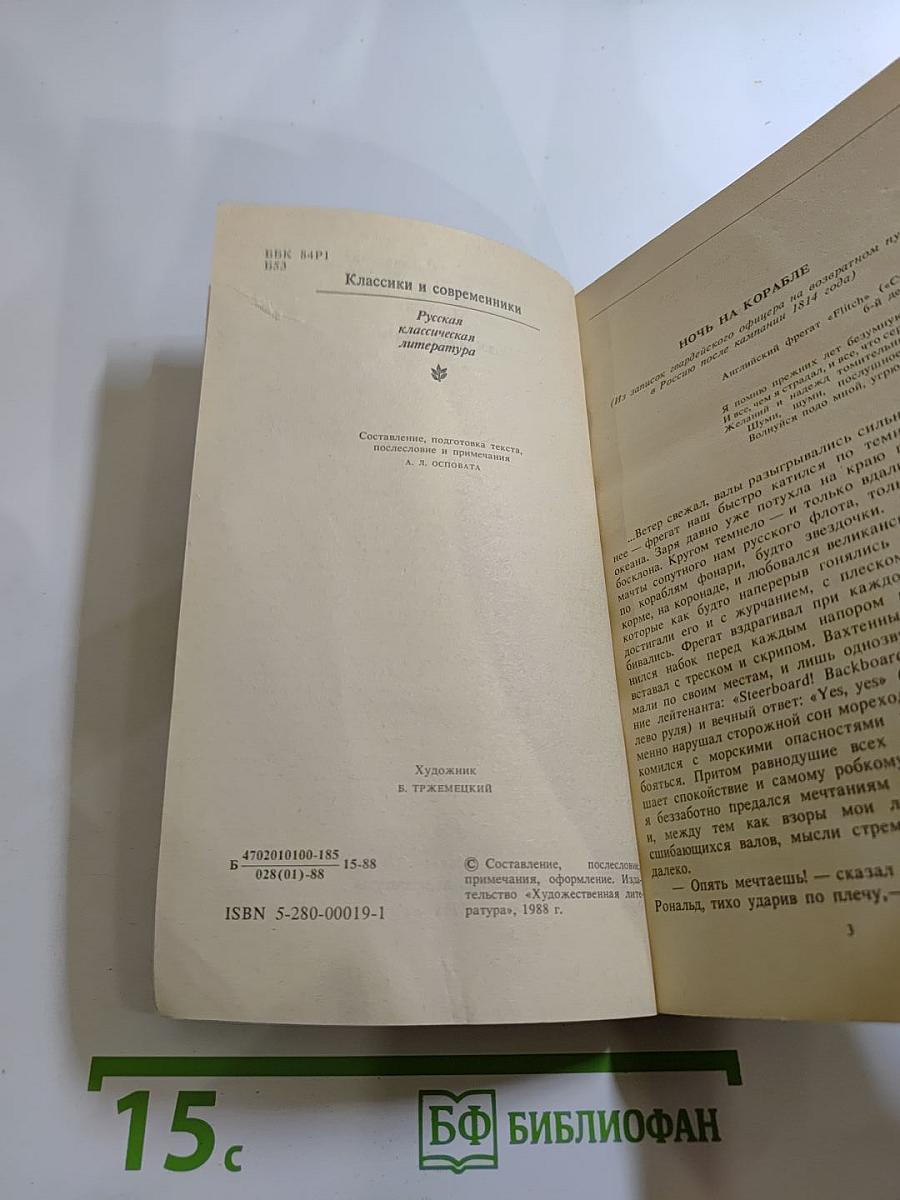 ББК 84Р1
Б53
Классики и современники
Русская
классическая
литература
Составление, подготовка текста,
послесловие и примечания
А. Л. ОСПОВАТА
Художник
Б. ТРЖЕМЕЦКИЙ
Б 4702010100-185 15-88
028(01)-88
ISBN 5-280-00019-1
© Составление, послеслови
примечания, оформление. Изда-
тельство «Художественная лите-
ратура», 1988 г.
НОЧЬ НА КОРАБЛЕ
(Из записок гвардейского офицера на возвратном пу
в Россию после кампании 1814 года)
Английский фрегат «Flitch» («С
6-й де
Я помню прежних лет безумную
И все, чем я страдал, и все, что сер
Желаний и надежд томительн
Шуми, шуми, послушное
Волнуйся подо мной, угрю
...Ветер свежал, валы разыгрывались сильн
нее — фрегат наш быстро катился по темн
океана. Заря давно уже потухла на краю
босклона. Кругом темнело — и только вдали
мачты сопутного нам русского флота, толь
по кораблям фонари, будто звездочки.
корме, на коронаде, и любовался великанс
которые как будто наперерыв гонялись
достигали его и с журчанием, с плеском
бивались. Фрегат вздрагивал при каждо
нился набок перед каждым напором
вставал с треском и скрипом. Вахтенны
мали по своим местам, и лишь однозв
ние лейтенанта: «Steerboard! Backboard
лево руля) и вечный ответ: «Yes, yes»
менно нарушал сторожной сон мореход
комился с морскими опасностями
бояться. Притом равнодушие всех
шает спокойствие и самому робкому
я беззаботно предался мечтаниям
и, между тем как взоры мои л
сшибающихся валов, мысли стрем
далеко.
— Опять мечтаешь! — сказал
Рональд, тихо ударив по плечу,—
3
15 с
БФ БИБЛИОФАН